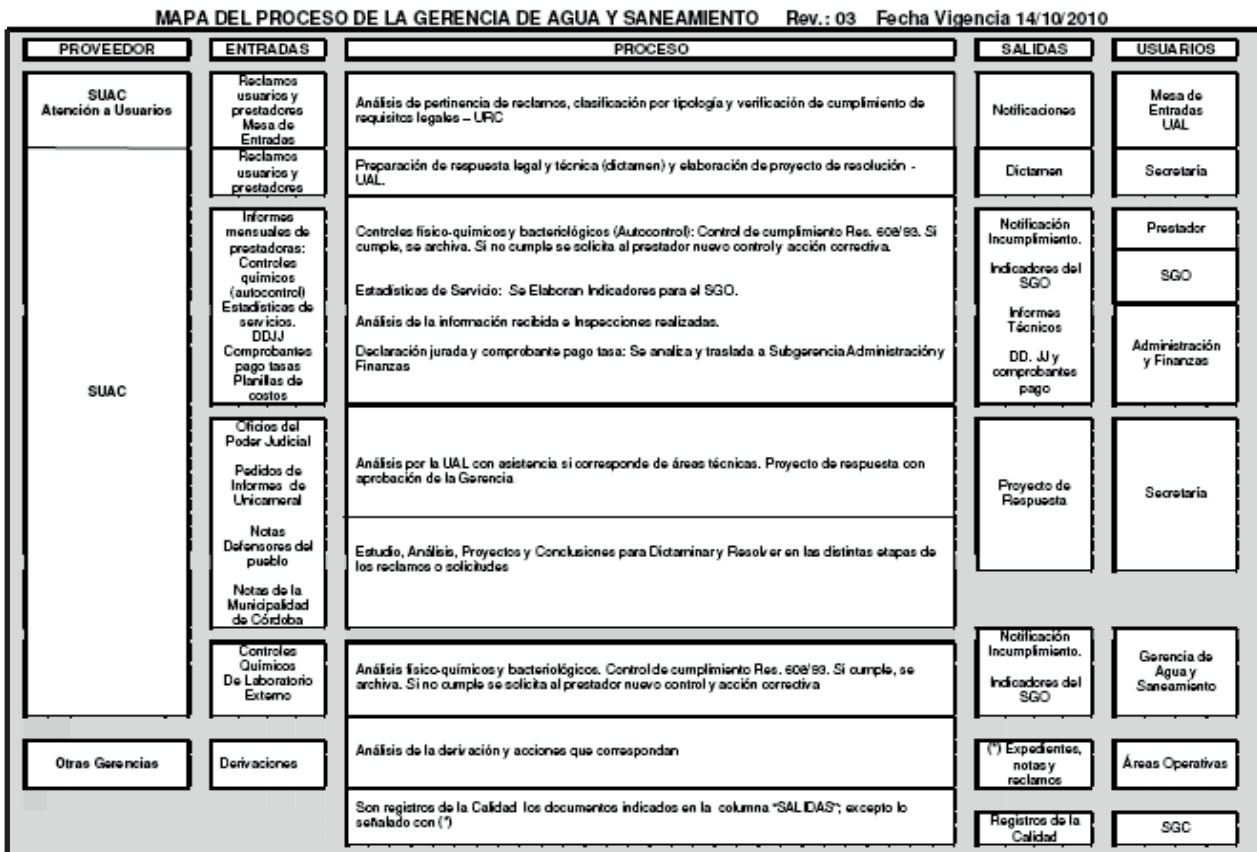 MAPA DEL PROCESO DE LA GERENCIA DE AGUA Y SANEAMIENTO Rev.: 03 Fecha Vigencia 14/10/2010
PROVEEDOR
ENTRADAS
PROCESO
SALIDAS
USUARIOS
SUAC
Atención a Usuarios
Reclamos
usuarios y
prestadores
Mesa de
Entradas
Análisis de pertinencia de reclamos, clasificación por tipología y verificación de cumplimiento de
requisitos legales – URC
Notificaciones
Mesa de
Entradas
UAL
SUAC
Reclamos
usuarios y
prestadores
Preparación de respuesta legal y técnica (dictamen) y elaboración de proyecto de resolución -
UAL.
Dictamen
Secretaría
Informes
mensuales de
prestadoras:
Controles
químicos
(autocontrol)
Estadísticas de
servicios.
DDJJ
Comprobantes
pago tasas
Planillas de
costos
Controles físico-químicos y bacteriológicos (Autocontrol): Control de cumplimiento Res. 608/93. Si
cumple, se archiva. Si no cumple se solicita al prestador nuevo control y acción correctiva.
Estadísticas de Servicio: Se Elaboran Indicadores para el SGO.
Análisis de la información recibida e Inspecciones realizadas.
Declaración jurada y comprobante pago tasa: Se analiza y traslada a Subgerencia Administración y
Finanzas
Notificación
Incumplimiento.
Indicadores del
SGO
Informes
Técnicos
DD. JJ y
comprobantes
pago
Prestador
SGO
Administración
y Finanzas
Oficios del
Poder Judicial
Pedidos de
Informes de
Unicameral
Notas
Defensores del
pueblo
Notas de la
Municipalidad
de Córdoba
Análisis por la UAL con asistencia si corresponde de áreas técnicas. Proyecto de respuesta con
aprobación de la Gerencia
Estudio, Análisis, Proyectos y Conclusiones para Dictaminar y Resolver en las distintas etapas de
los reclamos o solicitudes
Proyecto de
Respuesta
Secretaría
Controles
Químicos
De Laboratorio
Externo
Análisis físico-químicos y bacteriológicos. Control de cumplimiento Res. 608/93. Si cumple, se
archiva. Si no cumple se solicita al prestador nuevo control y acción correctiva
Notificación
Incumplimiento.
Indicadores del
SGO
Gerencia de
Agua y
Saneamiento
Otras Gerencias
Derivaciones
Análisis de la derivación y acciones que correspondan
(*) Expedientes,
notas y
reclamos
Áreas Operativas
Son registros de la Calidad los documentos indicados en la columna "SALIDAS"; excepto lo
señalado con (*)
Registros de la
Calidad
SGC